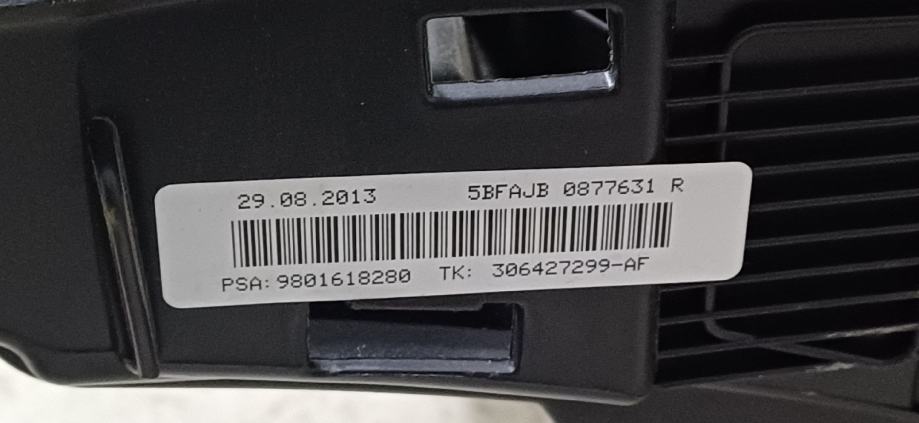 29.08.2013 5BFAJB 0877631 R
PSA:9801618280 TK: 306427299-AF